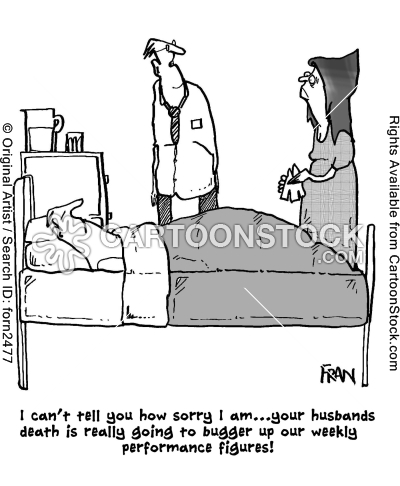 © Original Artist / Search ID: forn2477
Rights Available from CartoonStock.com
CARTOONSTOCK
.com
FRAN
I can't tell you how sorry I am...your husbands
death is really going to bugger up our weekly
performance figures!